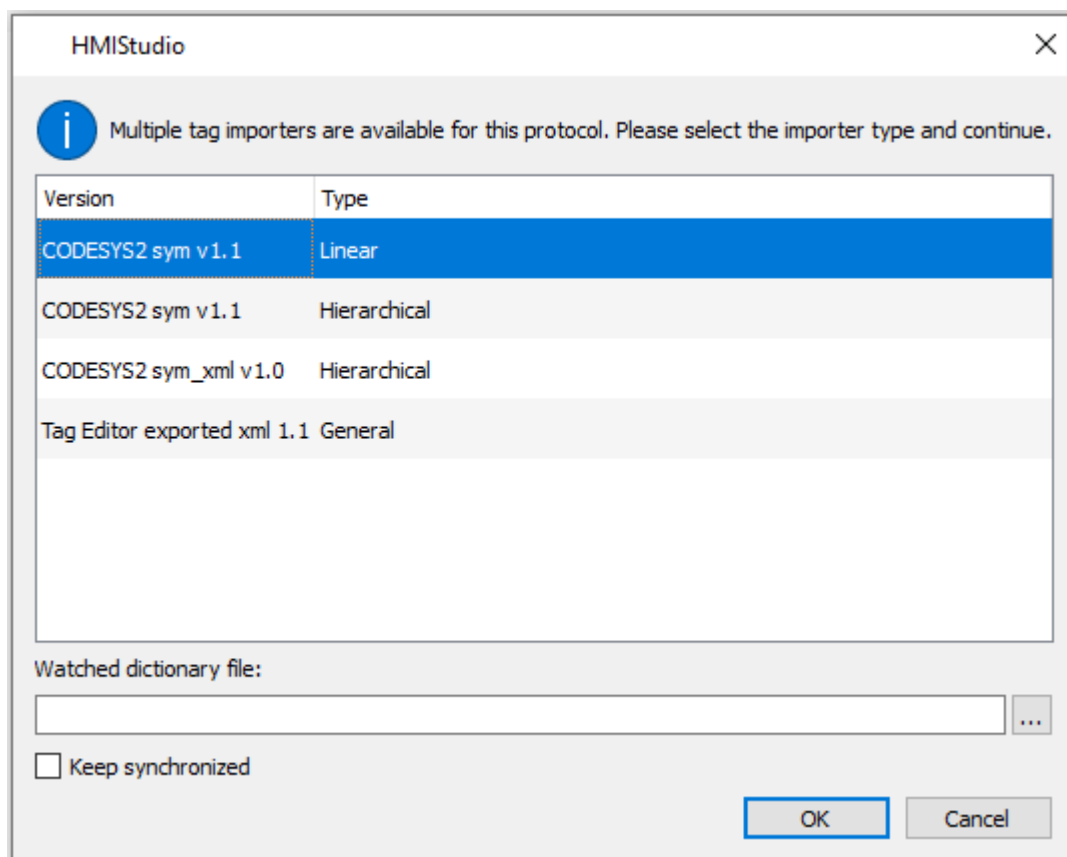 HMIStudio
Multiple tag importers are available for this protocol. Please select the importer type and continue.
Version Type
CODESYS2 sym v1.1 Linear
CODESYS2 sym v1.1 Hierarchical
CODESYS2 sym_xml v1.0 Hierarchical
Tag Editor exported xml 1.1 General
Watched dictionary file:
...
Keep synchronized
OK Cancel